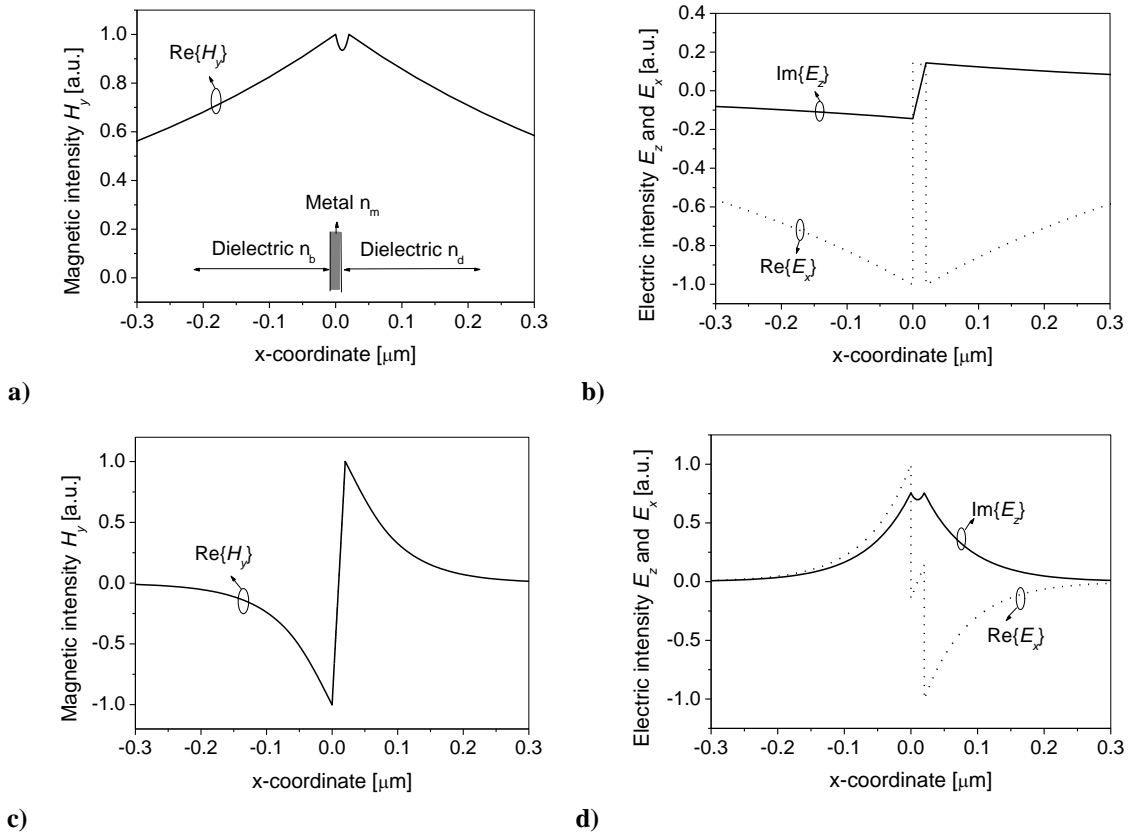 Magnetic intensity H_y [a.u.]
1.0
0.8
0.6
0.4
0.2
0.0
Re{H_y}
Metal n_m
Dielectric n_b
Dielectric n_d
-0.3 -0.2 -0.1 0.0 0.1 0.2 0.3
x-coordinate [μm]
a)
Electric intensity E_z and E_x [a.u.]
0.4
0.2
0.0
-0.2
-0.4
-0.6
-0.8
-1.0
Im{E_z}
Re{E_x}
-0.3 -0.2 -0.1 0.0 0.1 0.2 0.3
x-coordinate [μm]
b)
Magnetic intensity H_y [a.u.]
1.0
0.5
0.0
-0.5
-1.0
Re{H_y}
-0.3 -0.2 -0.1 0.0 0.1 0.2 0.3
x-coordinate [μm]
c)
Electric intensity E_z and E_x [a.u.]
1.0
0.5
0.0
-0.5
-1.0
Im{E_z}
Re{E_x}
-0.3 -0.2 -0.1 0.0 0.1 0.2 0.3
x-coordinate [μm]
d)